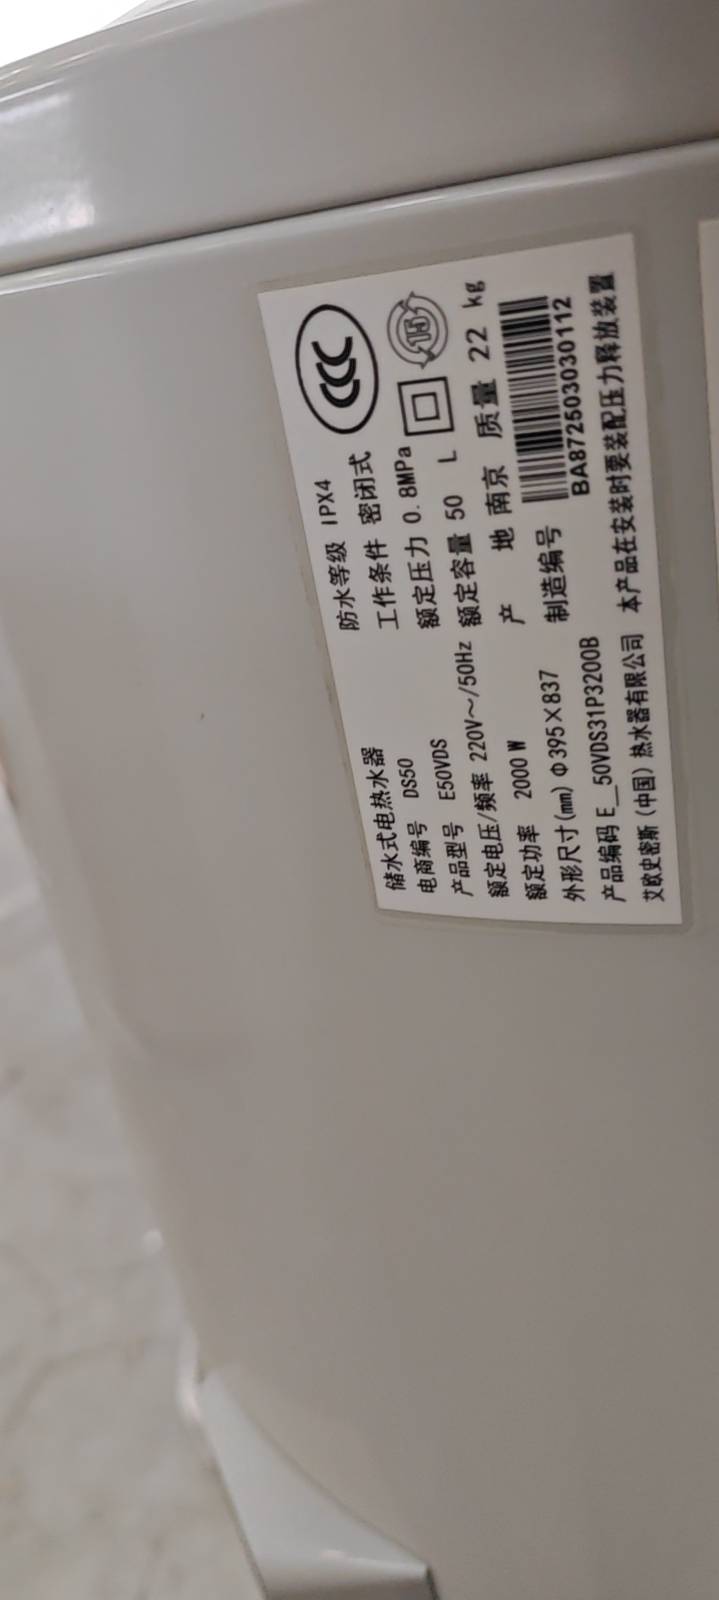 储水式电热水器
电商编号 DS50
产品型号 E50VDS
额定电压/频率 220V～/50Hz
额定功率 2000 W
外形尺寸(mm) Φ395×837
产品编码 E__50VDS31P3200B
艾欧史密斯（中国）热水器有限公司
防水等级 IPX4
工作条件 密闭式
额定压力 0.8MPa
额定容量 50 L
产 地 南京 质量 22 kg
制造编号
BA8725030301​12
本产品在安装时要装配压力释放装置
CCC
15